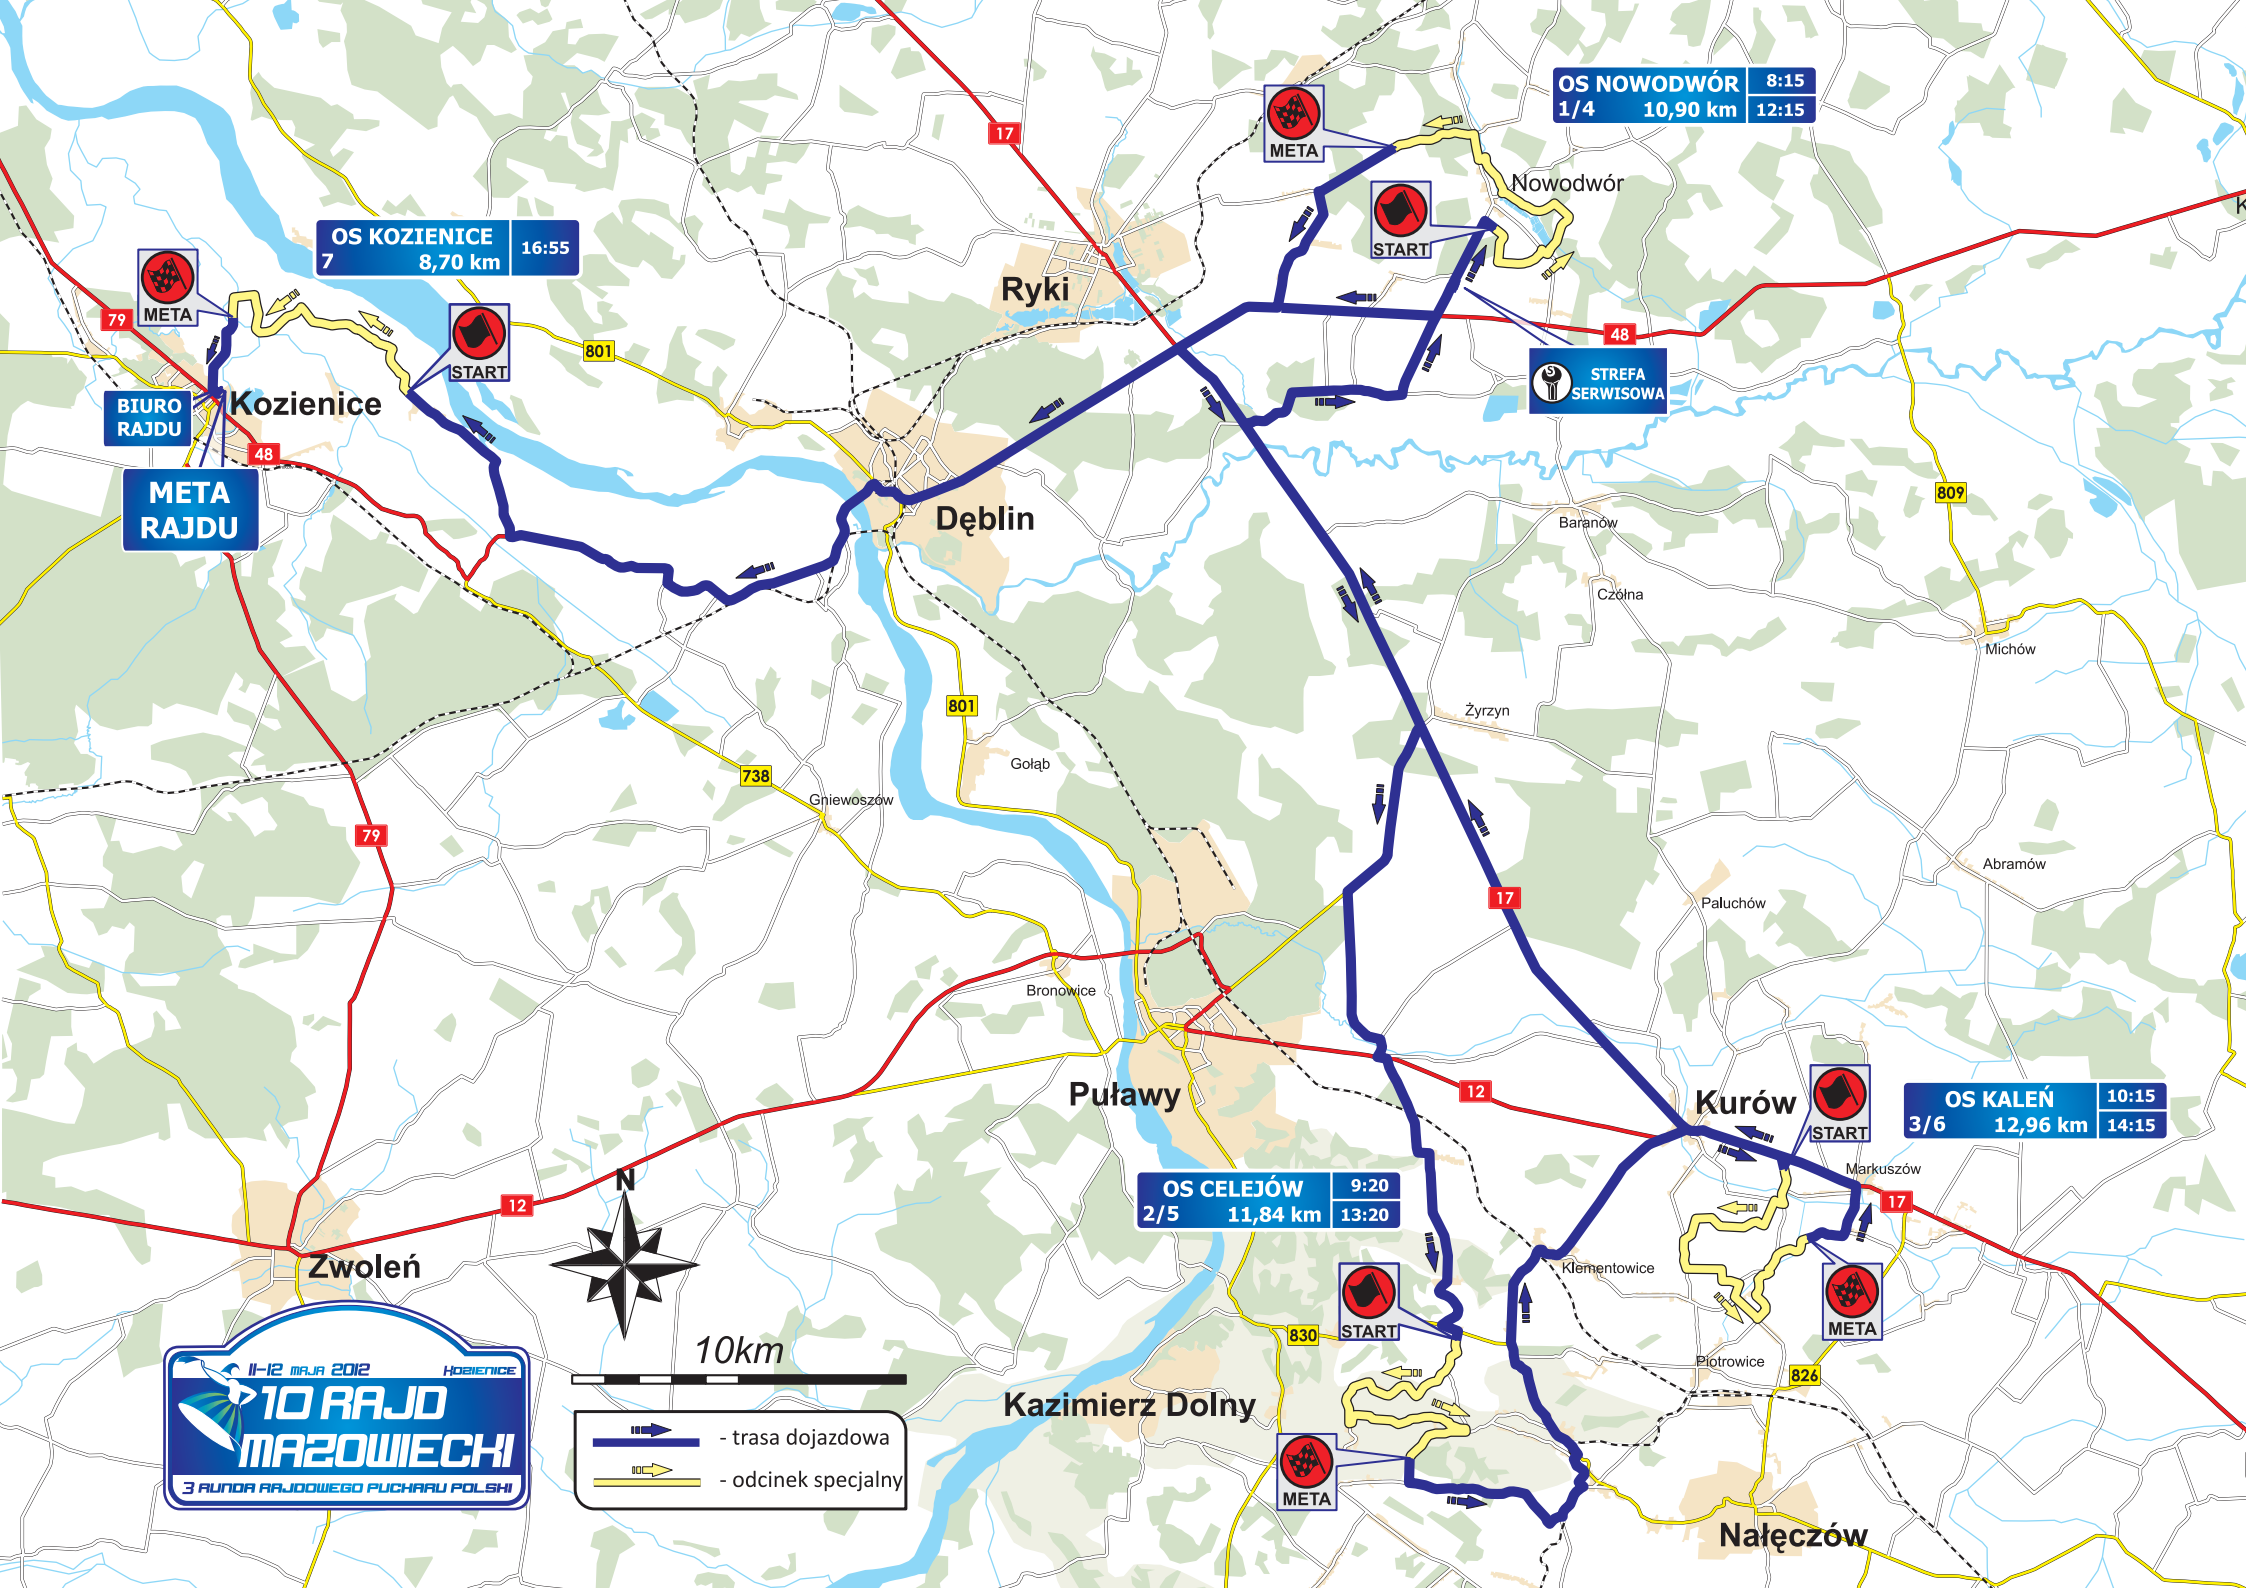 OS NOWODWÓR 8:15
1/4 10,90 km 12:15
META
17
Nowodwór
START
OS KOZIENICE 16:55
7 8,70 km
META
79
START
801
Ryki
48
STREFA
SERWISOWA
BIURO
RAJDU
Kozienice
48
META
RAJDU
Dęblin
809
Baranów
Czółna
Michów
801
Żyrzyn
Gołąb
738
Gniewoszów
79
Abramów
17
Paluchów
Bronowice
Puławy
12
Kurów
START
OS KALEŃ 10:15
3/6 12,96 km 14:15
Markuszów
17
OS CELEJÓW 9:20
2/5 11,84 km 13:20
12
N
Zwoleń
Klementowice
START
META
830
10km
Piotrowice
826
Kazimierz Dolny
META
Nałęczów
- trasa dojazdowa
- odcinek specjalny
11-12 MAJA 2012 KOZIENICE
10 RAJD
MAZOWIECKI
3 RUNDA RAJDOWEGO PUCHARU POLSKI